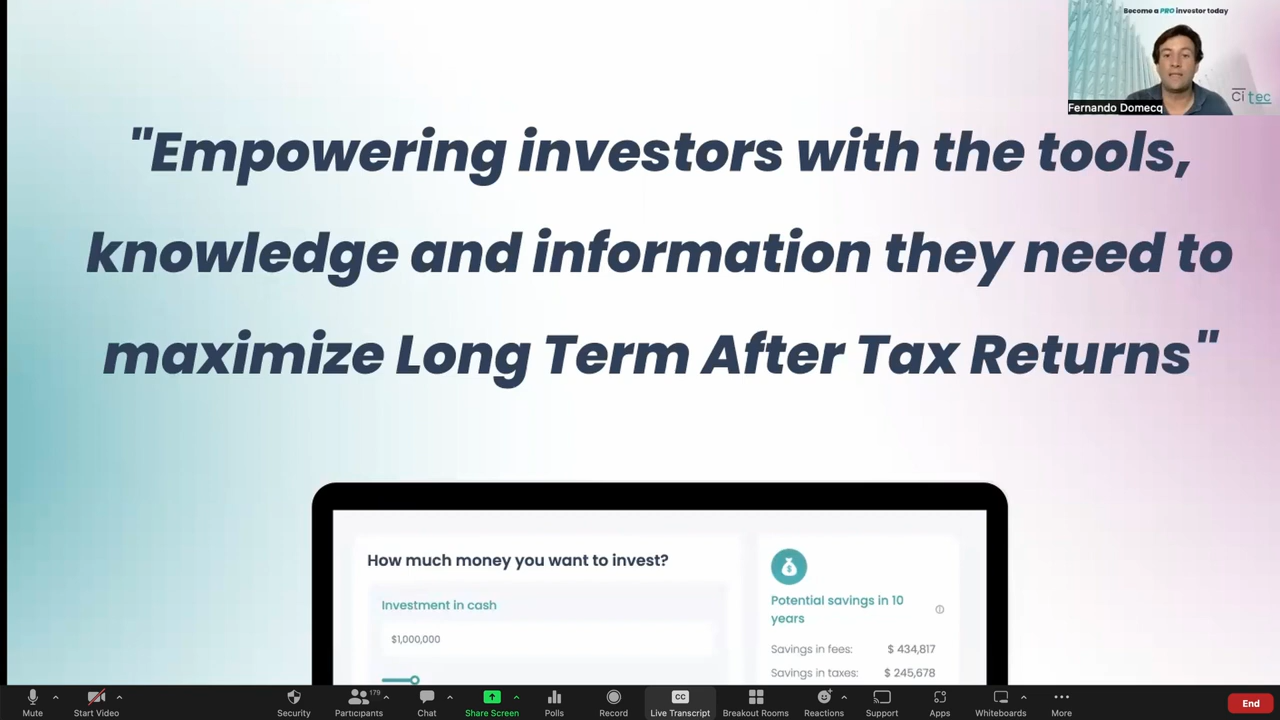 Become a PRO investor today
Fernando Domecq
Ci tec
"Empowering investors with the tools,
knowledge and information they need to
maximize Long Term After Tax Returns"
How much money you want to invest?
Investment in cash
$1,000,000
Potential savings in 10
years
Savings in fees: $ 434,817
Savings in taxes: $ 245,678
Mute
Start Video
Security
179
Participants
Chat
Share Screen
Polls
Record
CC
Live Transcript
Breakout Rooms
Reactions
Support
Apps
Whiteboards
More
End